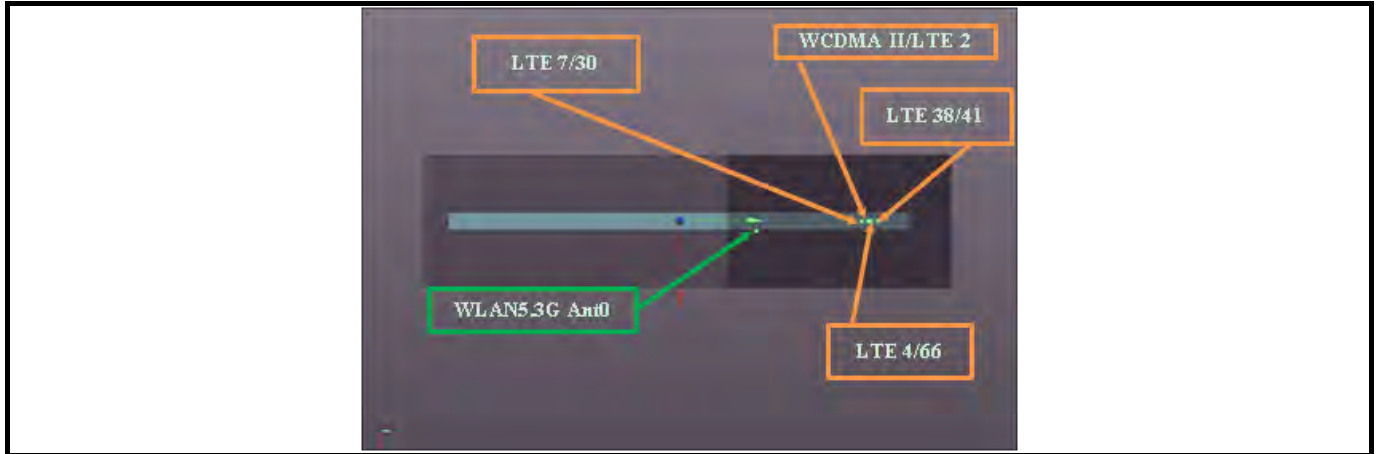 WCDMA II/LTE 2
LTE 7/30
LTE 38/41
WLAN5.3G Ant0
LTE 4/66